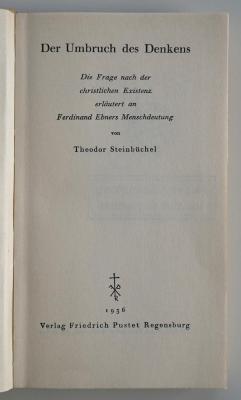 Der Umbruch des Denkens
Die Frage nach der
christlichen Existenz
erläutert an
Ferdinand Ebners Menschdeutung
von
Theodor Steinbüchel
1936
Verlag Friedrich Pustet Regensburg